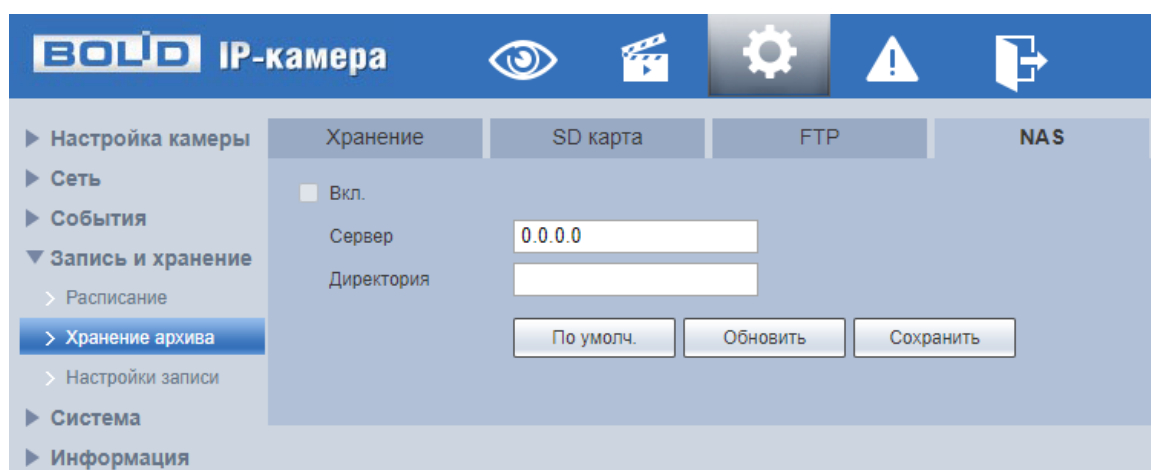 BOLID IP-камера
Настройка камеры
Сеть
События
Запись и хранение
Расписание
Хранение архива
Настройки записи
Система
Информация
Хранение SD карта FTP NAS
Вкл.
Сервер 0.0.0.0
Директория
По умолч. Обновить Сохранить